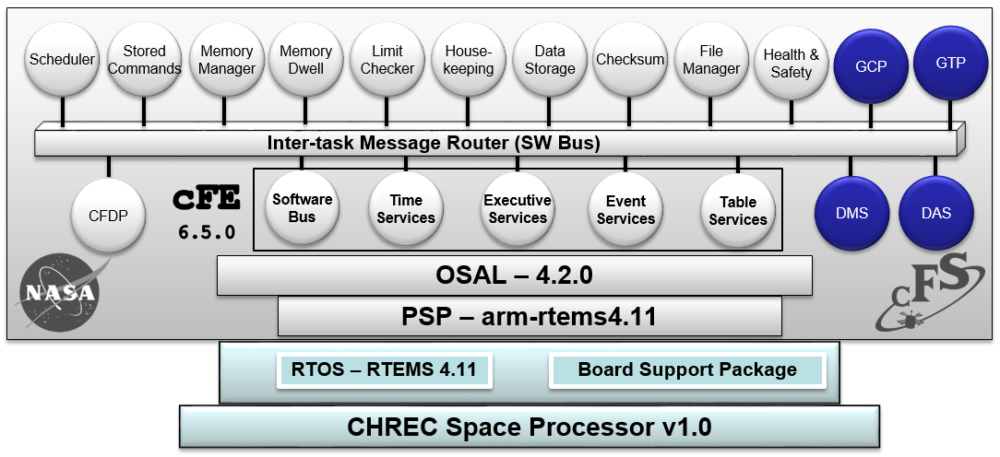 Scheduler
Stored
Commands
Memory
Manager
Memory
Dwell
Limit
Checker
House-
keeping
Data
Storage
Checksum
File
Manager
Health &
Safety
GCP
GTP
Inter-task Message Router (SW Bus)
CFDP
cFE
6.5.0
Software
Bus
Time
Services
Executive
Services
Event
Services
Table
Services
DMS
DAS
NASA
OSAL – 4.2.0
cFS
PSP – arm-rtems4.11
RTOS – RTEMS 4.11
Board Support Package
CHREC Space Processor v1.0